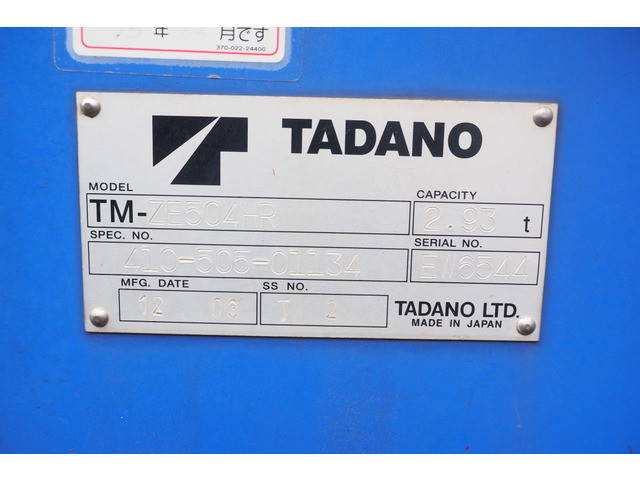 年 月です
370-022-24400
TADANO
MODEL
TM-ZE504HR
CAPACITY
2.93 t
SPEC. NO.
410-505-01134
SERIAL NO.
EW6544
MFG. DATE
12 03
SS NO.
T 2
TADANO LTD.
MADE IN JAPAN